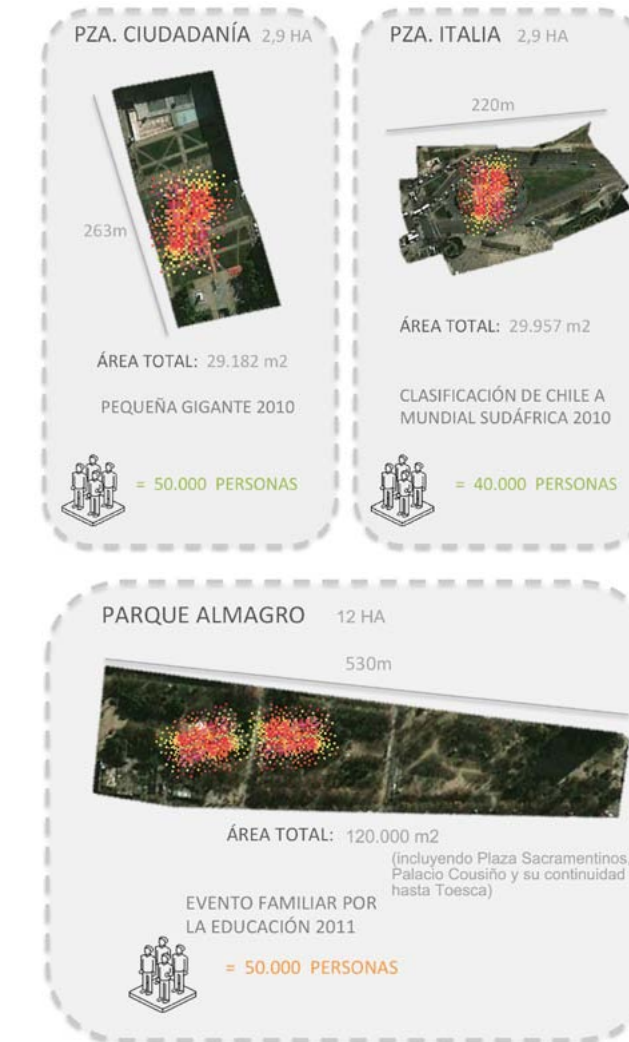 PZA. CIUDADANÍA 2,9 HA
263m
ÁREA TOTAL: 29.182 m2
PEQUEÑA GIGANTE 2010
= 50.000 PERSONAS
PZA. ITALIA 2,9 HA
220m
ÁREA TOTAL: 29.957 m2
CLASIFICACIÓN DE CHILE A
MUNDIAL SUDÁFRICA 2010
= 40.000 PERSONAS
PARQUE ALMAGRO 12 HA
530m
ÁREA TOTAL: 120.000 m2
(incluyendo Plaza Sacramentinos,
Palacio Cousiño y su continuidad
hasta Toesca)
EVENTO FAMILIAR POR
LA EDUCACIÓN 2011
= 50.000 PERSONAS